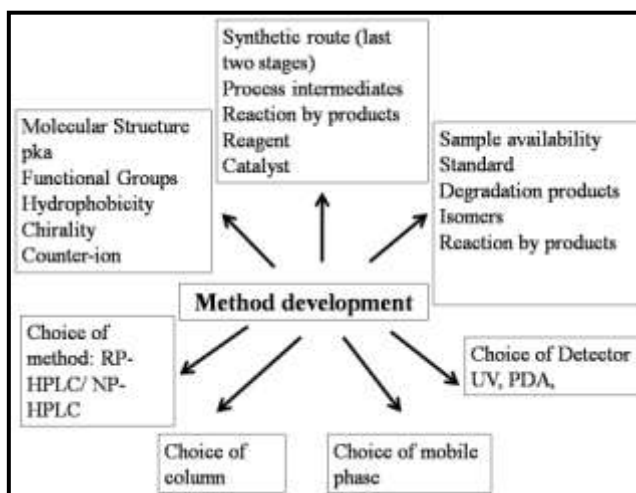 Synthetic route (last
two stages)
Process intermediates
Reaction by products
Reagent
Catalyst
Molecular Structure
pka
Functional Groups
Hydrophobicity
Chirality
Counter-ion
Sample availability
Standard
Degradation products
Isomers
Reaction by products
Method development
Choice of
method: RP-
HPLC/ NP-
HPLC
Choice of
column
Choice of mobile
phase
Choice of Detector
UV, PDA,